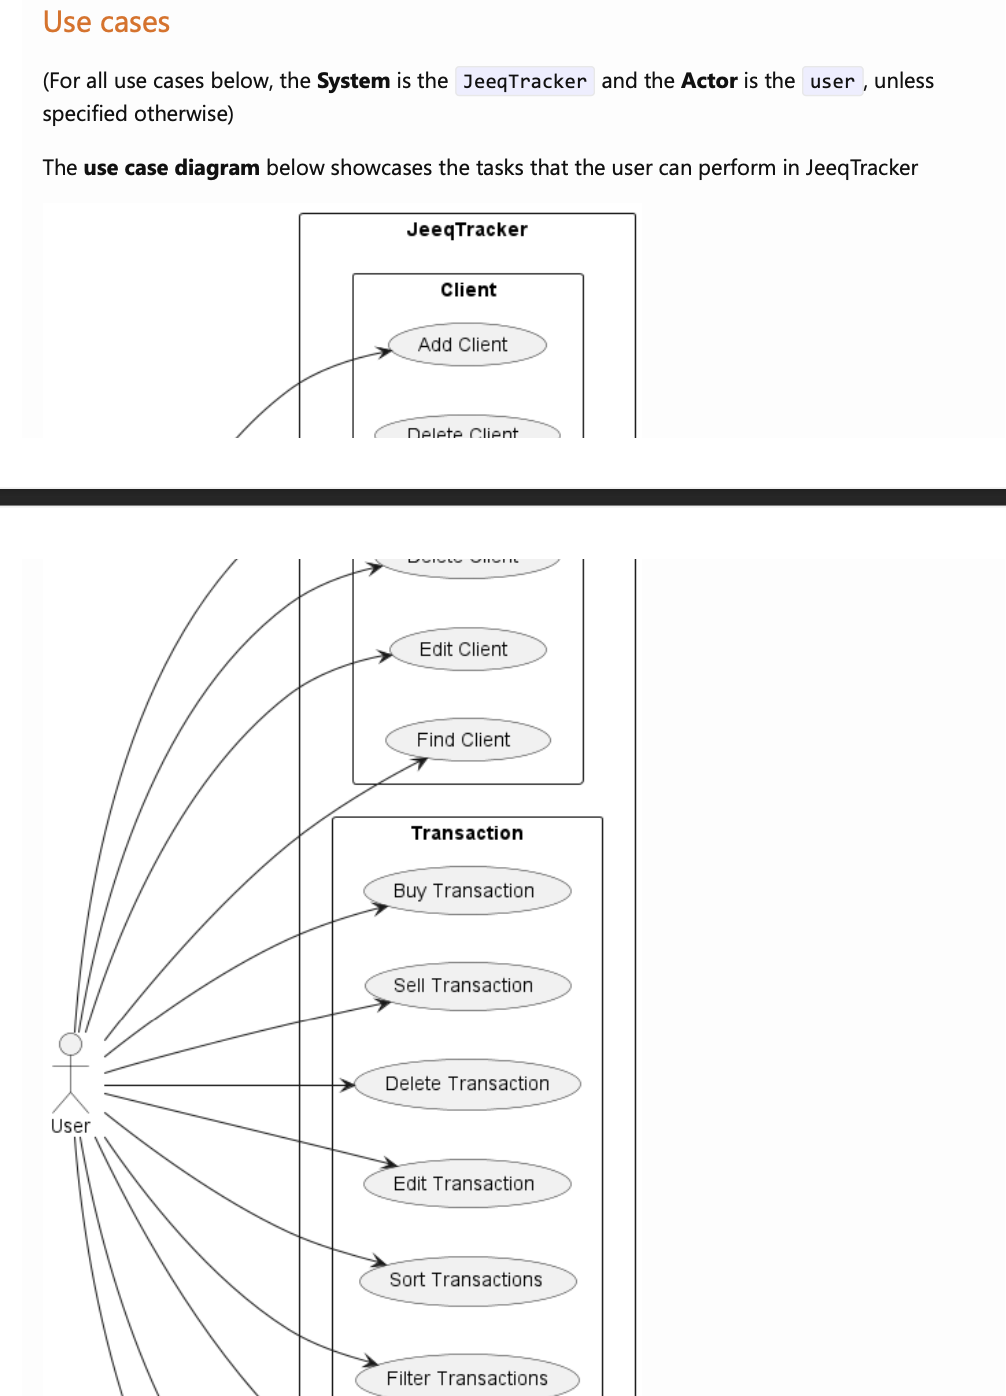 Use cases
(For all use cases below, the System is the JeeqTracker and the Actor is the user, unless
specified otherwise)
The use case diagram below showcases the tasks that the user can perform in JeeqTracker
JeeqTracker
Client
Add Client
Delete Client
Delete Client
Edit Client
Find Client
Transaction
Buy Transaction
Sell Transaction
Delete Transaction
User
Edit Transaction
Sort Transactions
Filter Transactions